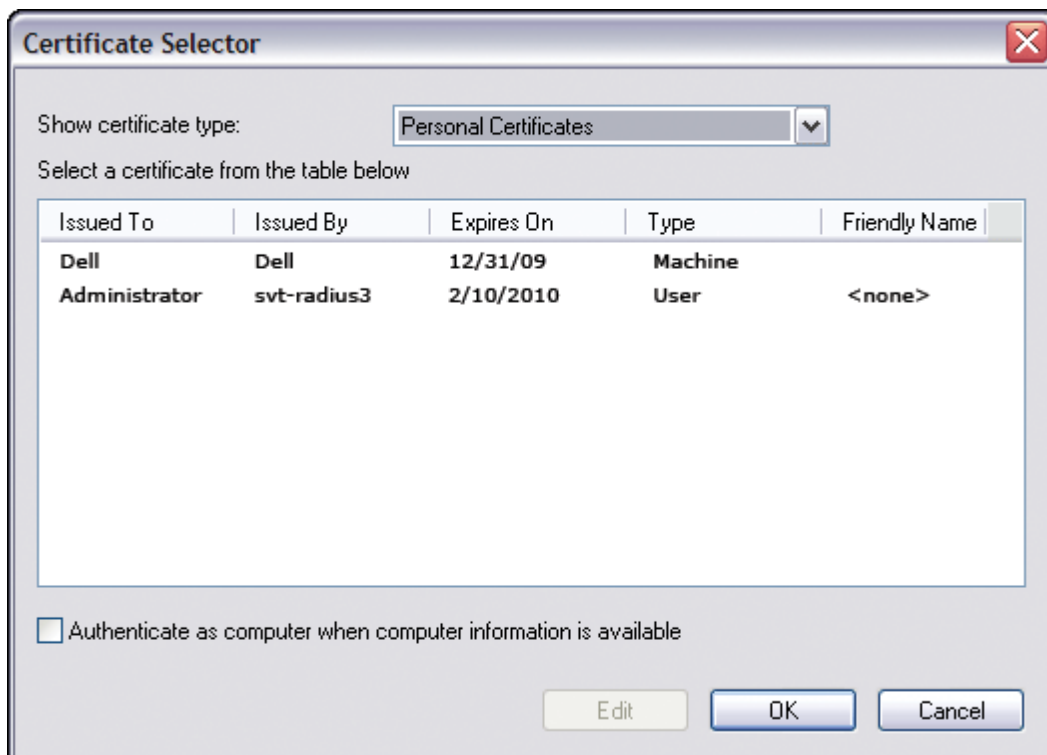 Certificate Selector
Show certificate type: Personal Certificates
Select a certificate from the table below
Issued To Issued By Expires On Type Friendly Name
Dell Dell 12/31/09 Machine
Administrator svt-radius3 2/10/2010 User <none>
Authenticate as computer when computer information is available
Edit OK Cancel